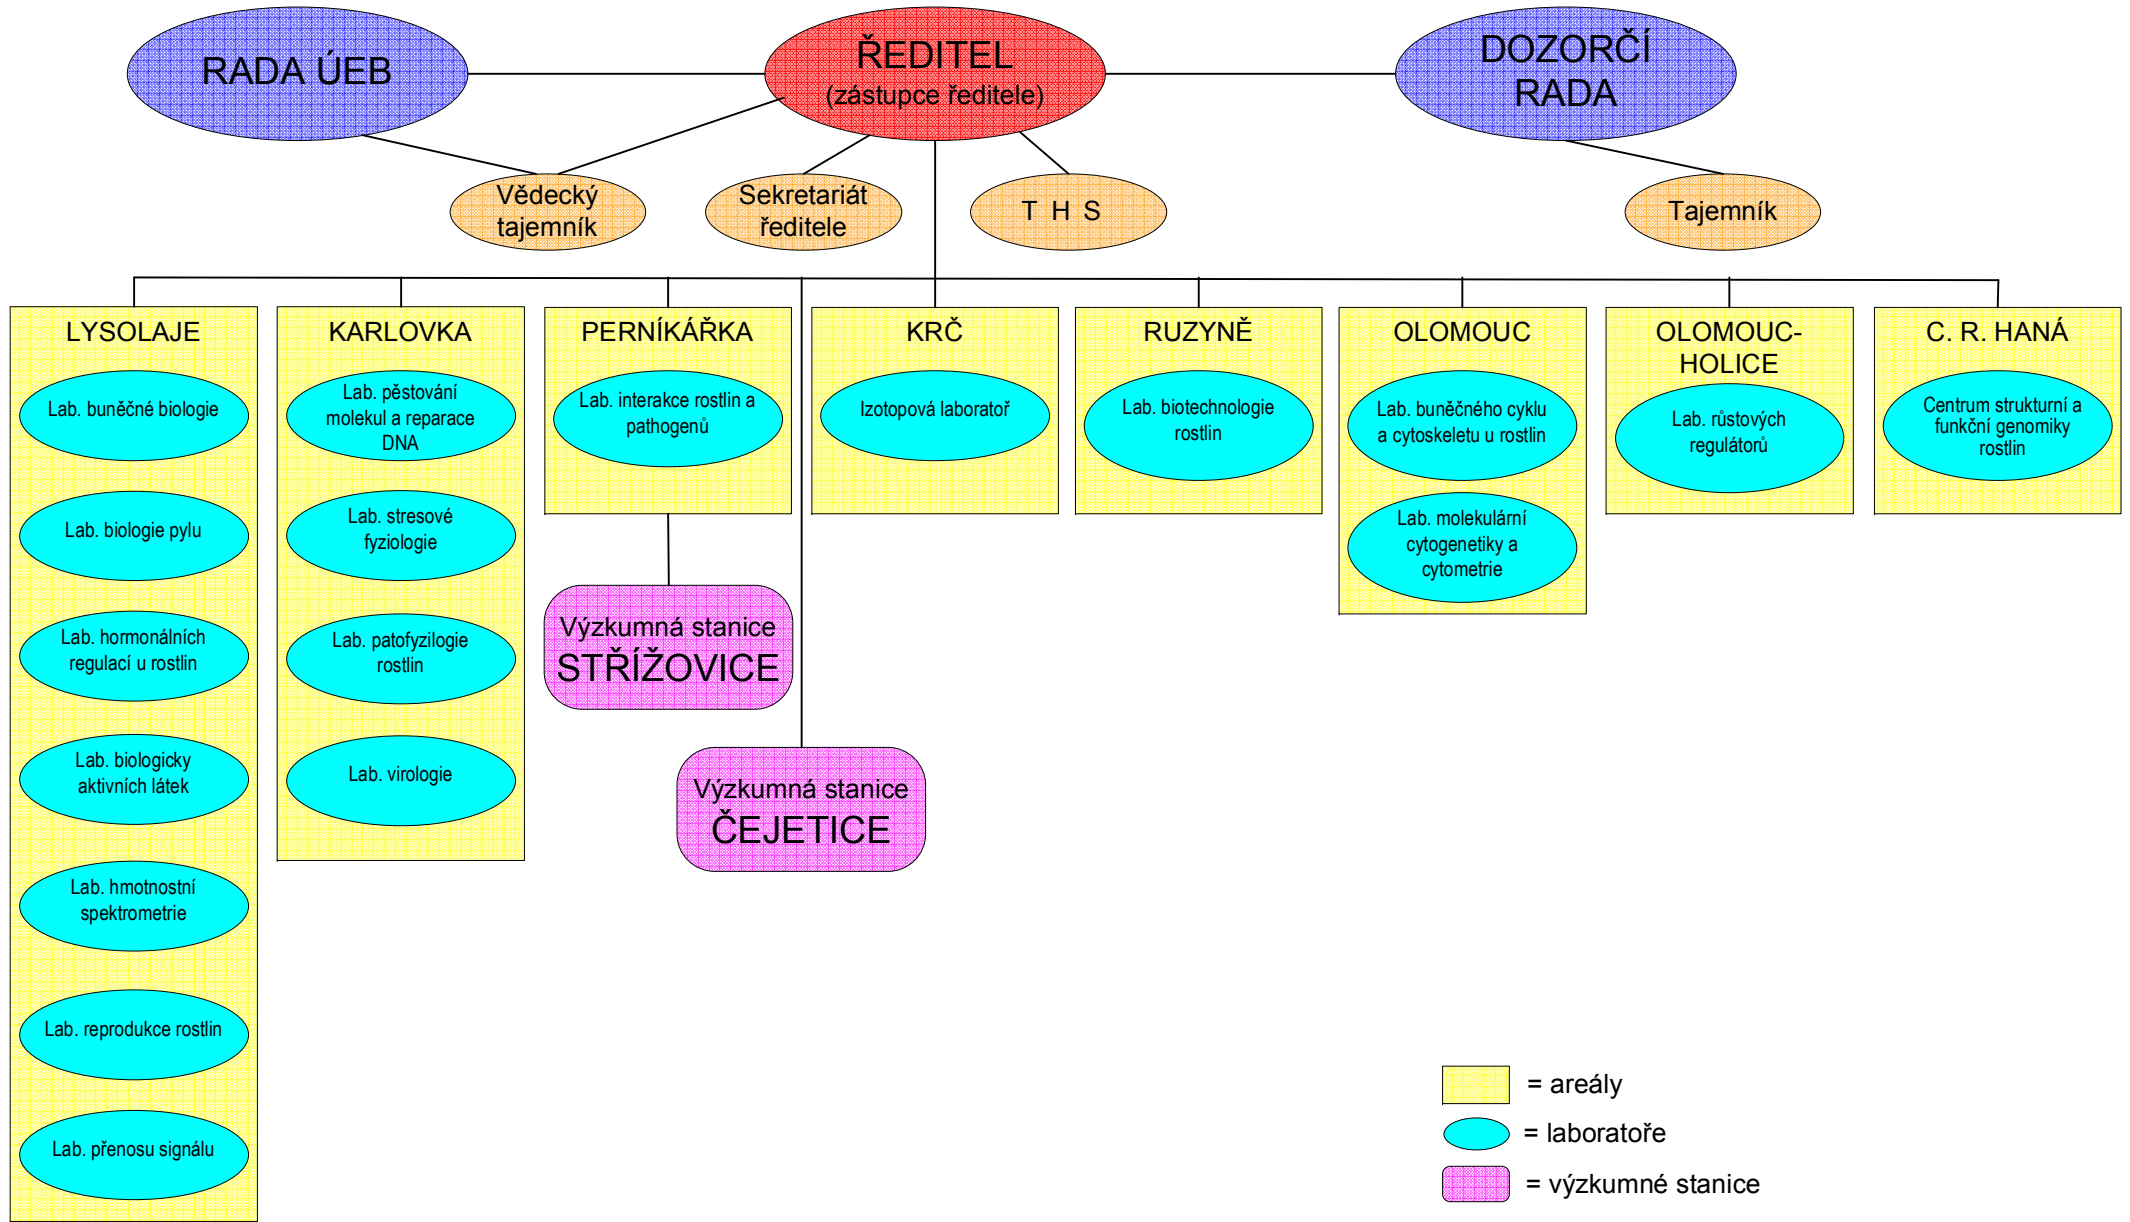 RADA ÚEB
ŘEDITEL
(zástupce ředitele)
DOZORČÍ
RADA
Vědecký
tajemník
Sekretariát
ředitele
T H S
Tajemník
LYSOLAJE
Lab. buněčné biologie
Lab. biologie pylu
Lab. hormonálních
regulací u rostlin
Lab. biologicky
aktivních látek
Lab. hmotnostní
spektrometrie
Lab. reprodukce rostlin
Lab. přenosu signálu
KARLOVKA
Lab. pěstování
molekul a reparace
DNA
Lab. stresové
fyziologie
Lab. patofyzilogie
rostlin
Lab. virologie
PERNÍKÁŘKA
Lab. interakce rostlin a
pathogenů
Výzkumná stanice
STŘÍŽOVICE
Výzkumná stanice
ČEJETICE
KRČ
Izotopová laboratoř
RUZYNĚ
Lab. biotechnologie
rostlin
OLOMOUC
Lab. buněčného cyklu
a cytoskeletu u rostlin
Lab. molekulární
cytogenetiky a
cytometrie
OLOMOUC-
HOLICE
Lab. růstových
regulátorů
C. R. HANÁ
Centrum strukturní a
funkční genomiky
rostlin
= areály
= laboratoře
= výzkumné stanice